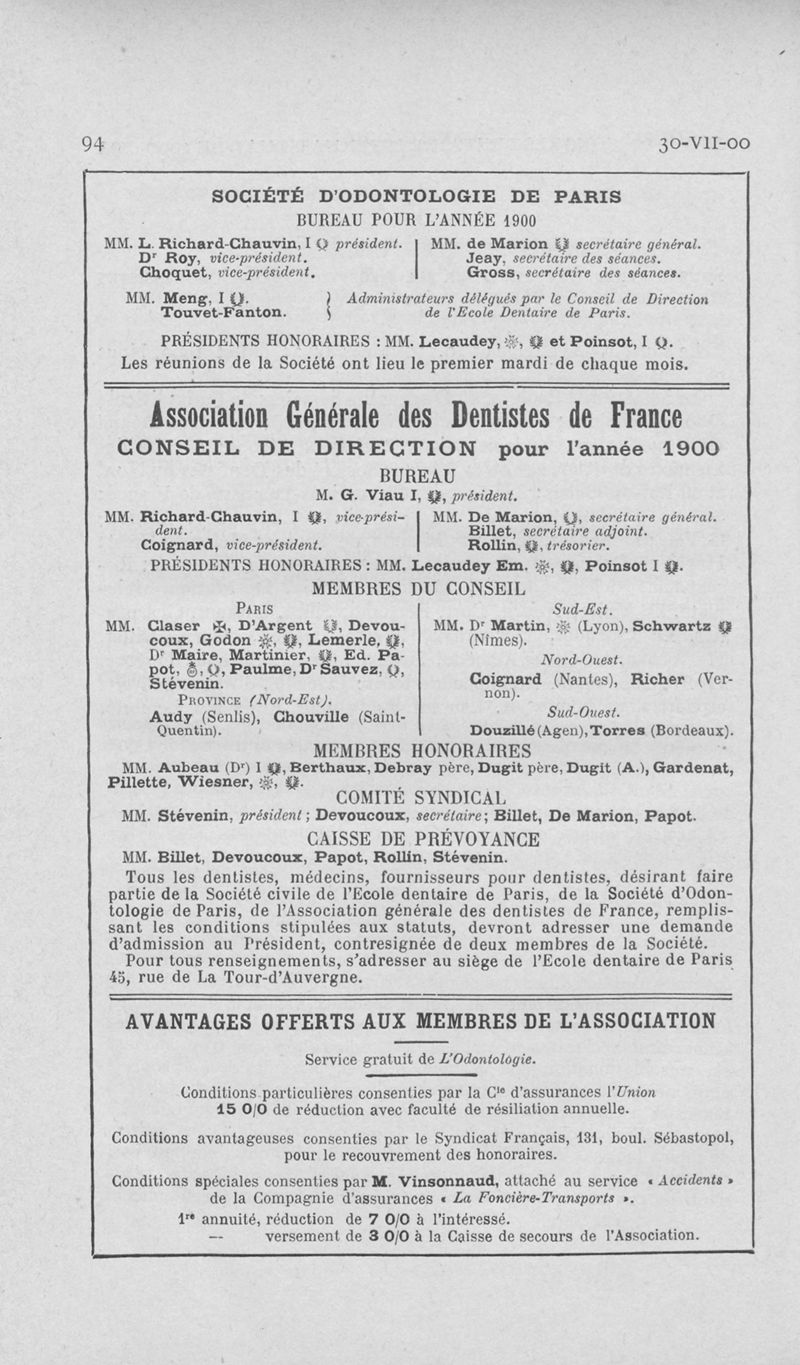 94 30-VII-00
SOCIÉTÉ D'ODONTOLOGIE DE PARIS
BUREAU POUR L'ANNÉE 1900
MM. L. Richard-Chauvin, I Q président.
Dr Roy, vice-président.
Choquet, vice-président.
MM. de Marion Q secrétaire général.
Jeay, secrétaire des séances.
Gross, secrétaire des séances.
MM. Meng, I Q.
Touvet-Fanton.
Administrateurs délégués par le Conseil de Direction
de l'Ecole Dentaire de Paris.
PRÉSIDENTS HONORAIRES : MM. Lecaudey, ※, Q et Poinsot, I Q.
Les réunions de la Société ont lieu le premier mardi de chaque mois.
Association Générale des Dentistes de France
CONSEIL DE DIRECTION pour l'année 1900
BUREAU
M. G. Viau I, Q, président.
MM. Richard-Chauvin, I Q, vice-prési-
dent.
Coignard, vice-président.
MM. De Marion, Q, secrétaire général.
Billet, secrétaire adjoint.
Rollin, Q, trésorier.
PRÉSIDENTS HONORAIRES : MM. Lecaudey Em. ※, Q, Poinsot I Q.
MEMBRES DU CONSEIL
PARIS
MM. Claser ✠, D'Argent Q, Devou-
coux, Godon ※, Q, Lemerle, Q,
Dr Maire, Martinier, Q, Ed. Pa-
pot, Q, Paulme, Dr Sauvez, Q,
Stévenin.
PROVINCE (Nord-Est).
Audy (Senlis), Chouville (Saint-
Quentin).
Sud-Est.
MM. Dr Martin, ※ (Lyon), Schwartz Q
(Nîmes).
Nord-Ouest.
Coignard (Nantes), Richer (Ver-
non).
Sud-Ouest.
Douzillé (Agen), Torres (Bordeaux).
MEMBRES HONORAIRES
MM. Aubeau (Dr) I Q, Berthaux, Debray père, Dugit père, Dugit (A.), Gardenat,
Pillette, Wiesner, ※, Q.
COMITÉ SYNDICAL
MM. Stévenin, président ; Devoucoux, secrétaire ; Billet, De Marion, Papot.
CAISSE DE PRÉVOYANCE
MM. Billet, Devoucoux, Papot, Rollin, Stévenin.
Tous les dentistes, médecins, fournisseurs pour dentistes, désirant faire
partie de la Société civile de l'Ecole dentaire de Paris, de la Société d'Odon-
tologie de Paris, de l'Association générale des dentistes de France, remplis-
sant les conditions stipulées aux statuts, devront adresser une demande
d'admission au Président, contresignée de deux membres de la Société.
Pour tous renseignements, s'adresser au siège de l'Ecole dentaire de Paris
45, rue de La Tour-d'Auvergne.
AVANTAGES OFFERTS AUX MEMBRES DE L'ASSOCIATION
Service gratuit de L'Odontologie.
Conditions particulières consenties par la Cie d'assurances l'Union
15 0/0 de réduction avec faculté de résiliation annuelle.
Conditions avantageuses consenties par le Syndicat Français, 131, boul. Sébastopol,
pour le recouvrement des honoraires.
Conditions spéciales consenties par M. Vinsonnaud, attaché au service « Accidents »
de la Compagnie d'assurances « La Foncière-Transports ».
1re annuité, réduction de 7 0/0 à l'intéressé.
— versement de 3 0/0 à la Caisse de secours de l'Association.